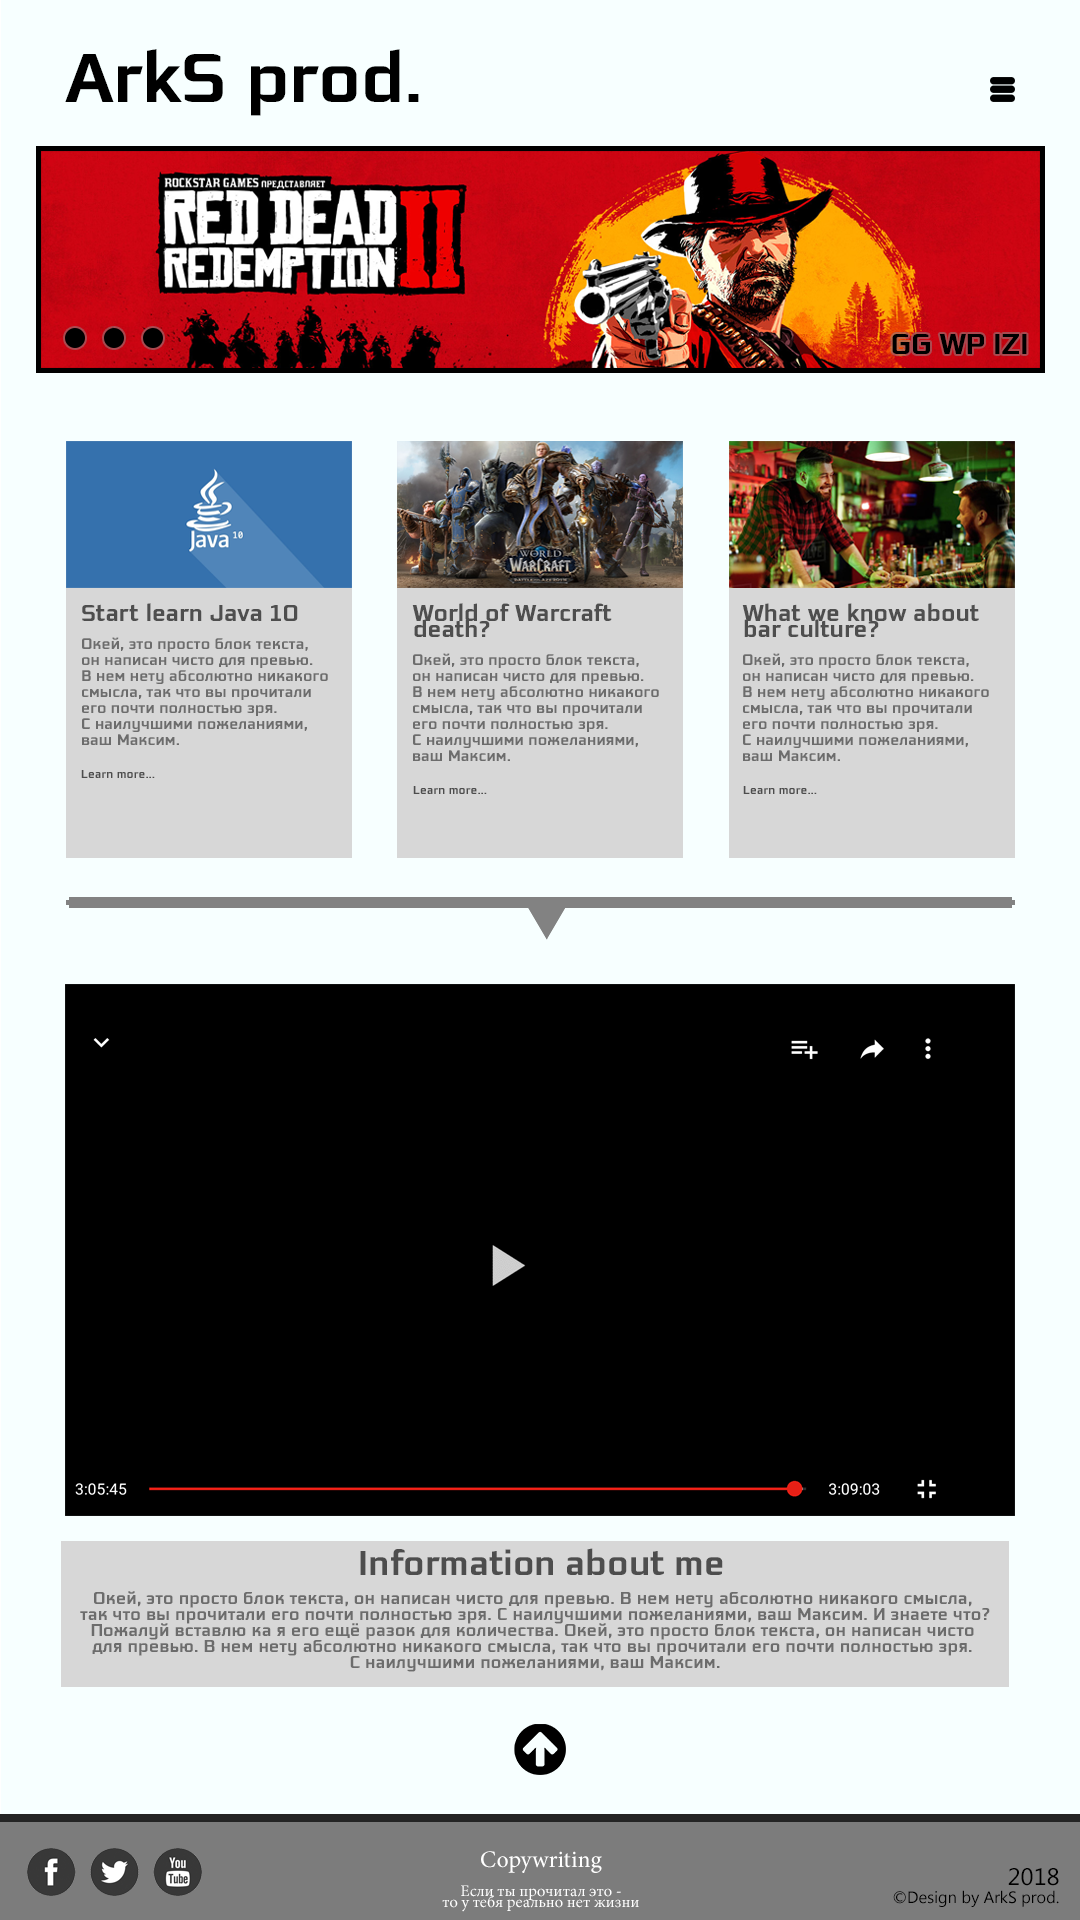 ArkS prod.
ROCKSTAR GAMES ПРЕДСТАВЛЯЕТ
RED DEAD
REDEMPTION II
GG WP IZI
Java 10
WORLD
WARCRAFT
Start learn Java 10
Окей, это просто блок текста,
он написан чисто для превью.
В нем нету абсолютно никакого
смысла, так что вы прочитали
его почти полностью зря.
С наилучшими пожеланиями,
ваш Максим.
Learn more...
World of Warcraft
death?
Окей, это просто блок текста,
он написан чисто для превью.
В нем нету абсолютно никакого
смысла, так что вы прочитали
его почти полностью зря.
С наилучшими пожеланиями,
ваш Максим.
Learn more...
What we know about
bar culture?
Окей, это просто блок текста,
он написан чисто для превью.
В нем нету абсолютно никакого
смысла, так что вы прочитали
его почти полностью зря.
С наилучшими пожеланиями,
ваш Максим.
Learn more...
3:05:45
3:09:03
Information about me
Окей, это просто блок текста, он написан чисто для превью. В нем нету абсолютно никакого смысла,
так что вы прочитали его почти полностью зря. С наилучшими пожеланиями, ваш Максим. И знаете что?
Пожалуй вставлю ка я его ещё разок для количества. Окей, это просто блок текста, он написан чисто
для превью. В нем нету абсолютно никакого смысла, так что вы прочитали его почти полностью зря.
С наилучшими пожеланиями, ваш Максим.
You
Tube
Copywriting
Если ты прочитал это -
то у тебя реально нет жизни
2018
©Design by ArkS prod.